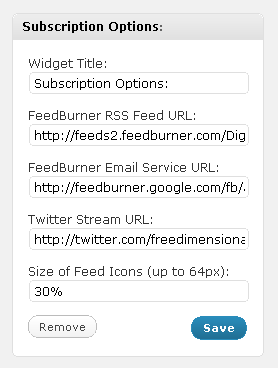 Subscription Options:
Widget Title:
Subscription Options:
FeedBurner RSS Feed URL:
http://feeds2.feedburner.com/Dig
FeedBurner Email Service URL:
http://feedburner.google.com/fb/
Twitter Stream URL:
http://twitter.com/freedimensiona
Size of Feed Icons (up to 64px):
30%
Remove Save